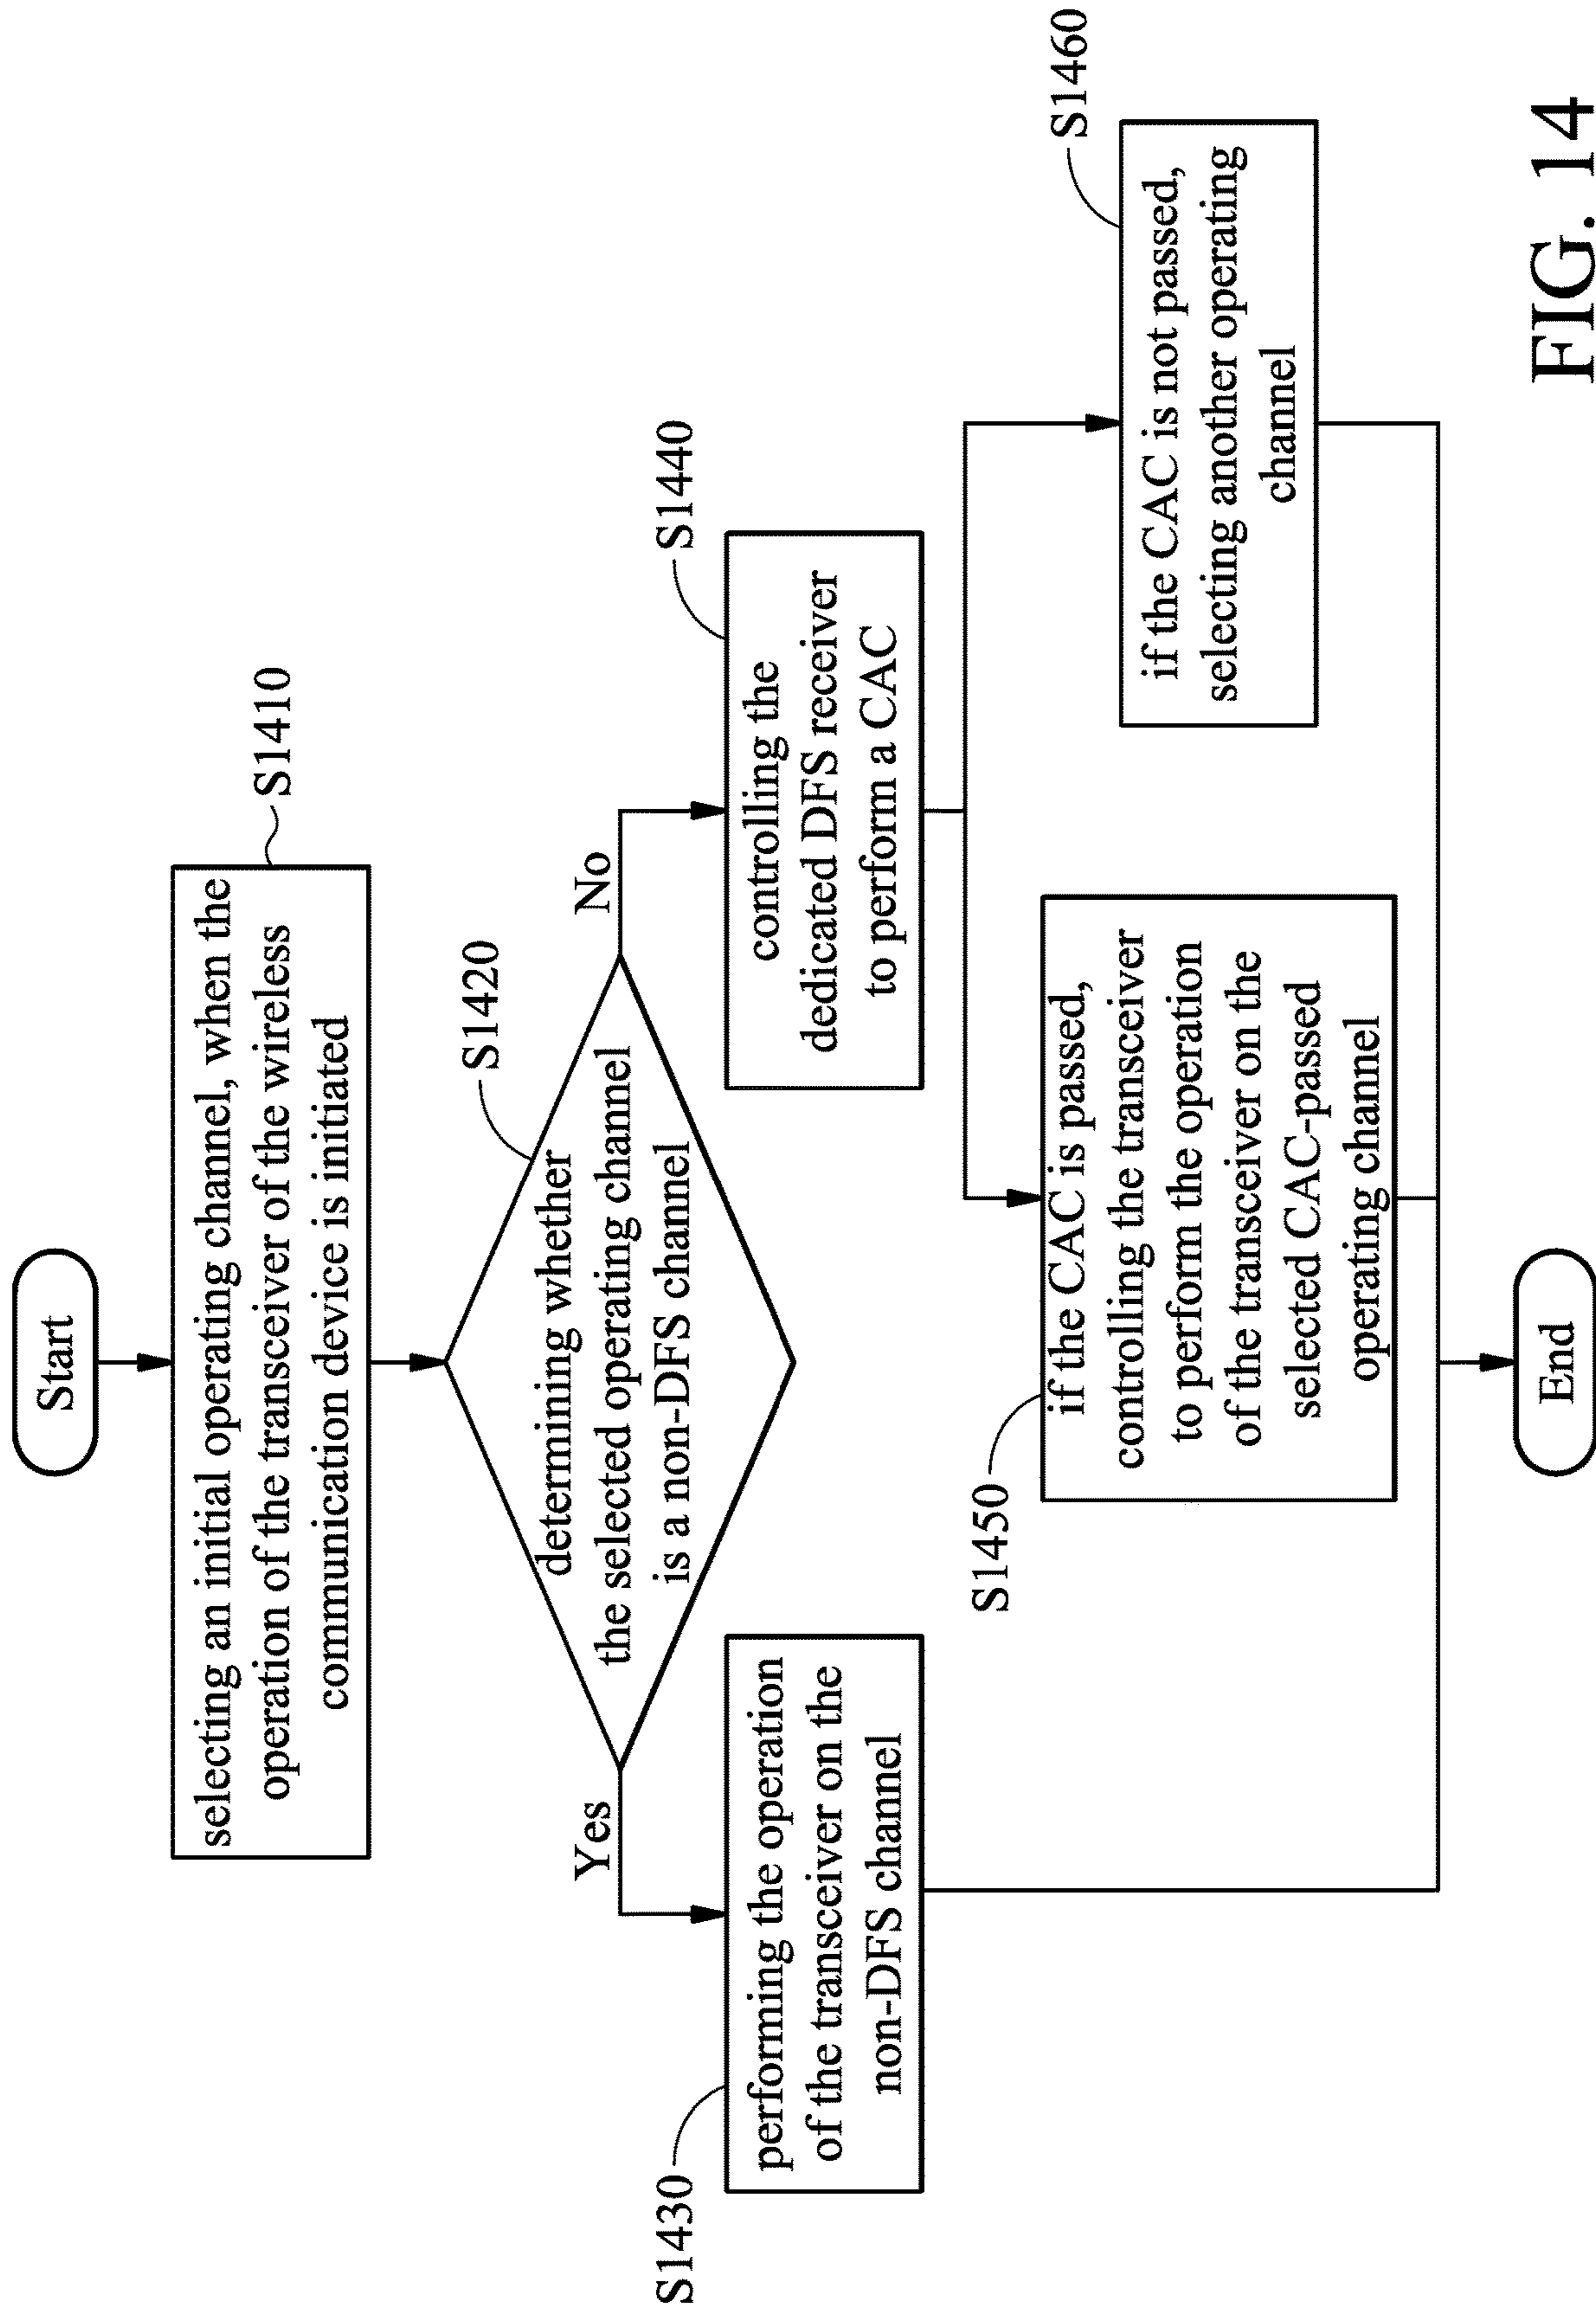 Start
selecting an initial operating channel, when the
operation of the transceiver of the wireless
communication device is initiated
S1410
determining whether
the selected operating channel
is a non-DFS channel
S1420
Yes
No
S1430
performing the operation
of the transceiver on the
non-DFS channel
controlling the
dedicated DFS receiver
to perform a CAC
S1440
S1450
if the CAC is passed,
controlling the transceiver
to perform the operation
of the transceiver on the
selected CAC-passed
operating channel
if the CAC is not passed,
selecting another operating
channel
S1460
End
FIG. 14